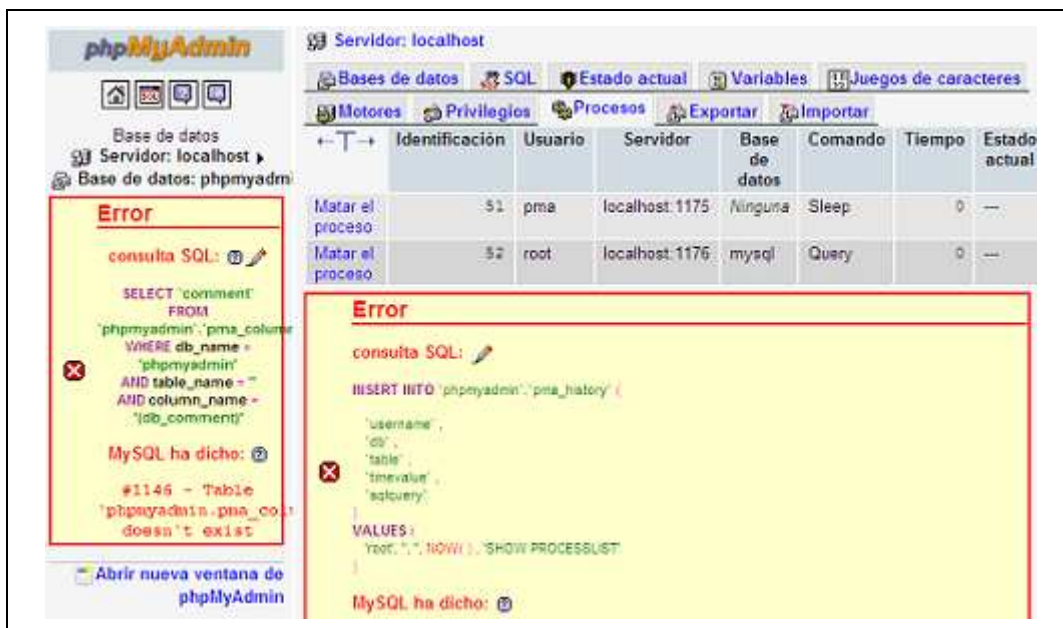 phpMyAdmin
Base de datos
Servidor: localhost
Base de datos: phpmyadmi
Error
consulta SQL:
SELECT 'comment'
FROM
'phpmyadmin'.'pma_column
WHERE db_name =
'phpmyadmin'
AND table_name = ''
AND column_name =
'(db_comment)'
MySQL ha dicho:
#1146 - Table
'phpmyadmin.pma_col
doesn't exist
Abrir nueva ventana de
phpMyAdmin
Servidor: localhost
Bases de datos SQL Estado actual Variables Juegos de caracteres
Motores Privilegios Procesos Exportar Importar
Identificación Usuario Servidor Base de datos Comando Tiempo Estado actual
Matar el proceso 51 pma localhost:1175 Ninguna Sleep 0 ---
Matar el proceso 52 root localhost:1176 mysql Query 0 ---
Error
consulta SQL:
INSERT INTO 'phpmyadmin'.'pma_history' (
'username' ,
'db' ,
'table' ,
'timevalue' ,
'sqlquery'
)
VALUES (
'root', '', '', NOW( ) , 'SHOW PROCESSLIST'
)
MySQL ha dicho: